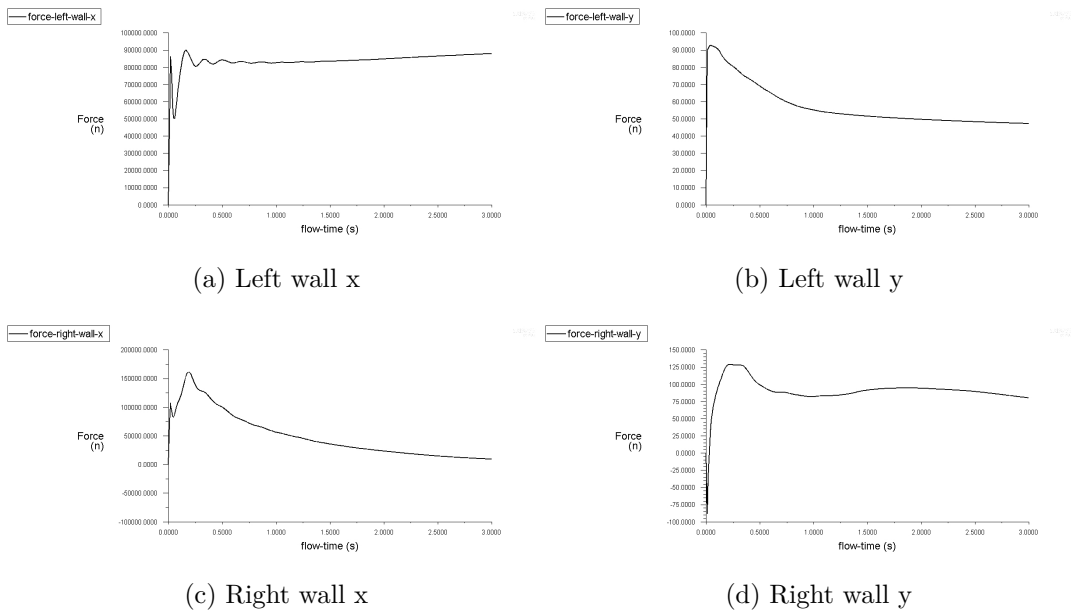 force-left-wall-x
100000.0000
90000.0000
80000.0000
70000.0000
60000.0000
50000.0000
40000.0000
30000.0000
20000.0000
10000.0000
0.0000
Force
(n)
0.0000 0.5000 1.0000 1.5000 2.0000 2.5000 3.0000
flow-time (s)
(a) Left wall x
force-left-wall-y
100.0000
90.0000
80.0000
70.0000
60.0000
50.0000
40.0000
30.0000
20.0000
10.0000
0.0000
Force
(n)
0.0000 0.5000 1.0000 1.5000 2.0000 2.5000 3.0000
flow-time (s)
(b) Left wall y
force-right-wall-x
200000.0000
150000.0000
100000.0000
50000.0000
0.0000
-50000.0000
-100000.0000
Force
(n)
0.0000 0.5000 1.0000 1.5000 2.0000 2.5000 3.0000
flow-time (s)
(c) Right wall x
force-right-wall-y
150.0000
125.0000
100.0000
75.0000
50.0000
25.0000
0.0000
-25.0000
-50.0000
-75.0000
-100.0000
Force
(n)
0.0000 0.5000 1.0000 1.5000 2.0000 2.5000 3.0000
flow-time (s)
(d) Right wall y